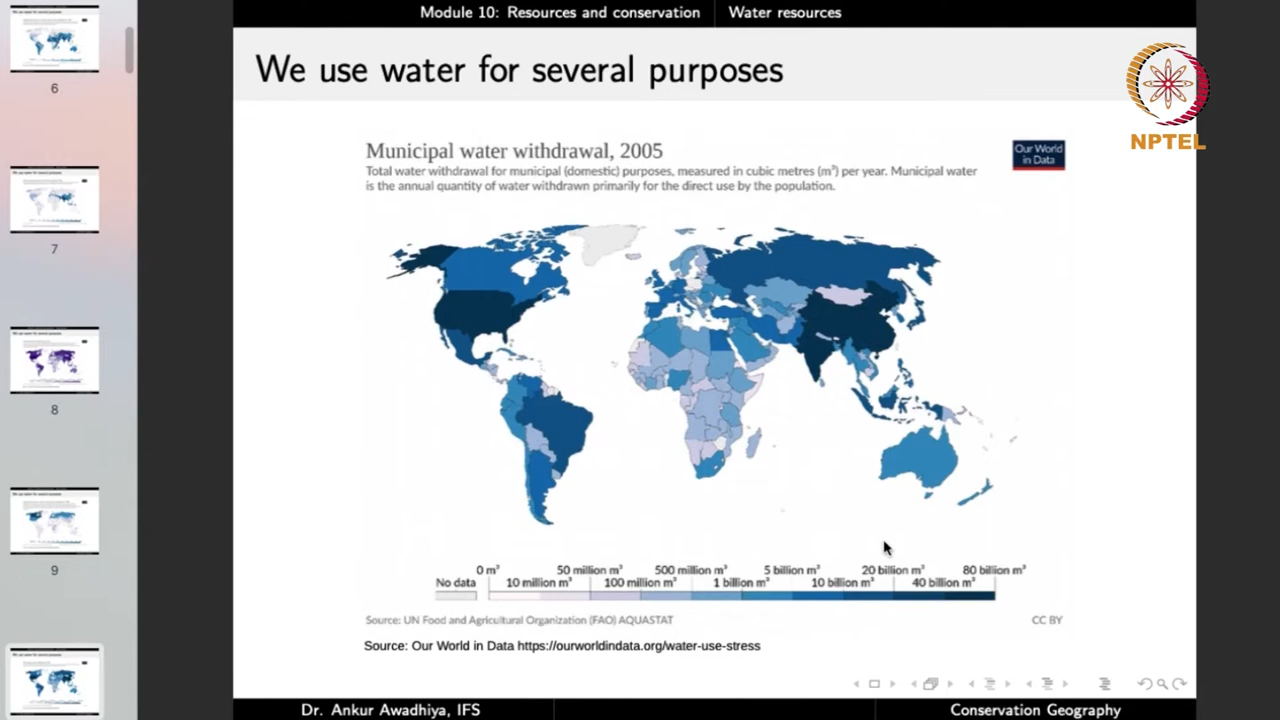 Module 10: Resources and conservation Water resources
We use water for several purposes
NPTEL
Municipal water withdrawal, 2005
Our World in Data
Total water withdrawal for municipal (domestic) purposes, measured in cubic metres (m³) per year. Municipal water
is the annual quantity of water withdrawn primarily for the direct use by the population.
6
7
8
9
0 m³ 50 million m³ 500 million m³ 5 billion m³ 20 billion m³ 80 billion m³
No data 10 million m³ 100 million m³ 1 billion m³ 10 billion m³ 40 billion m³
Source: UN Food and Agricultural Organization (FAO) AQUASTAT CC BY
Source: Our World in Data https://ourworldindata.org/water-use-stress
Dr. Ankur Awadhiya, IFS Conservation Geography